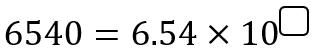 6540 = 6.54 × 10^□